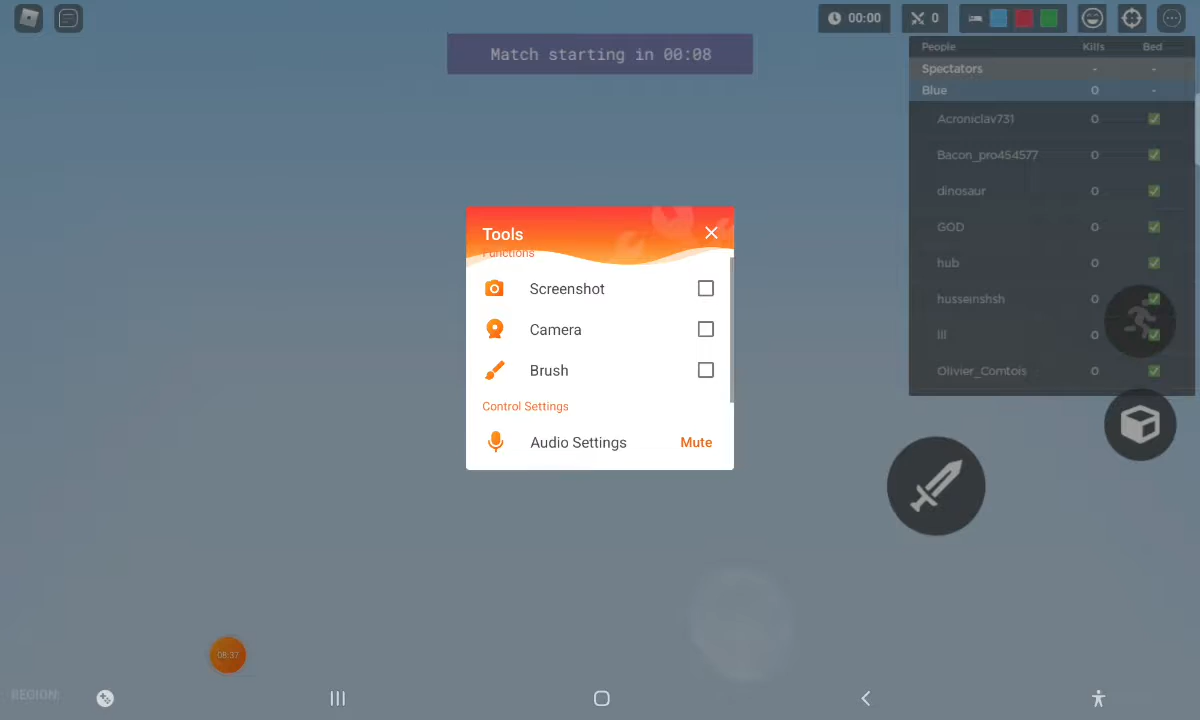 00:00
0
Match starting in 00:08
People Kills Bed
Spectators - -
Blue 0 -
Acroniclav731 0
Bacon_pro454577 0
dinosaur 0
GOD 0
hub 0
husseinshsh 0
0
Olivier_Comtois 0
Tools
Functions
Screenshot
Camera
Brush
Control Settings
Audio Settings Mute
08:37
REGION: